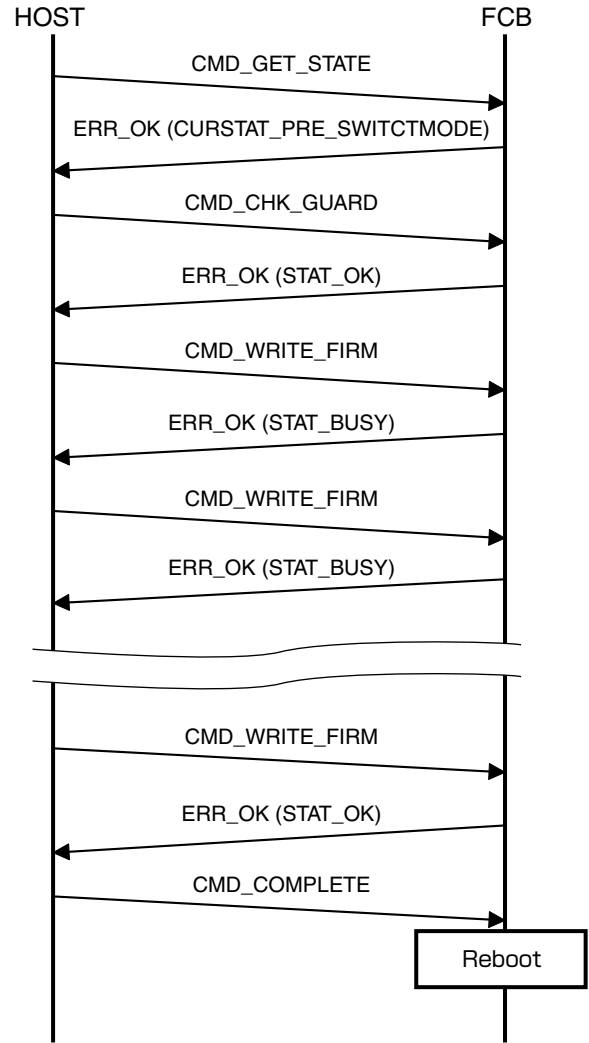 HOST FCB
CMD_GET_STATE
ERR_OK (CURSTAT_PRE_SWITCTMODE)
CMD_CHK_GUARD
ERR_OK (STAT_OK)
CMD_WRITE_FIRM
ERR_OK (STAT_BUSY)
CMD_WRITE_FIRM
ERR_OK (STAT_BUSY)
CMD_WRITE_FIRM
ERR_OK (STAT_OK)
CMD_COMPLETE
Reboot